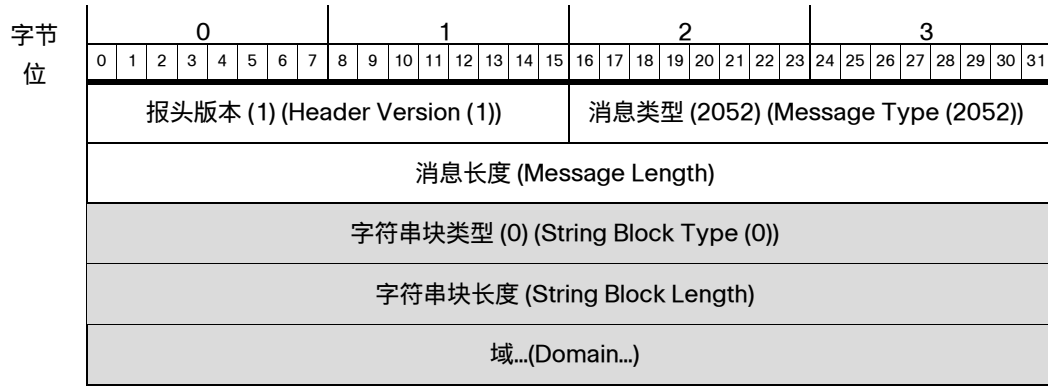 字节 0 1 2 3
位 0 1 2 3 4 5 6 7 8 9 10 11 12 13 14 15 16 17 18 19 20 21 22 23 24 25 26 27 28 29 30 31
报头版本 (1) (Header Version (1)) 消息类型 (2052) (Message Type (2052))
消息长度 (Message Length)
字符串块类型 (0) (String Block Type (0))
字符串块长度 (String Block Length)
域...(Domain...)